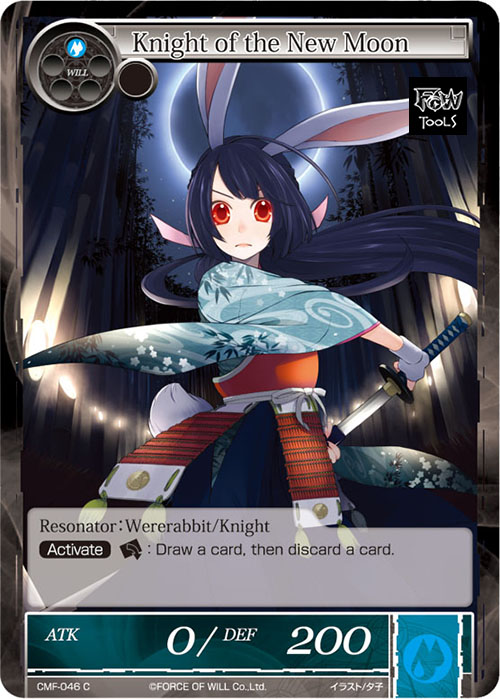 Knight of the New Moon
WILL
FOW
TOOLS
Resonator：Wererabbit/Knight
Activate : Draw a card, then discard a card.
ATK 0 / DEF 200
CMF-046 C ©FORCE OF WILL Co.,Ltd. イラスト/タ子